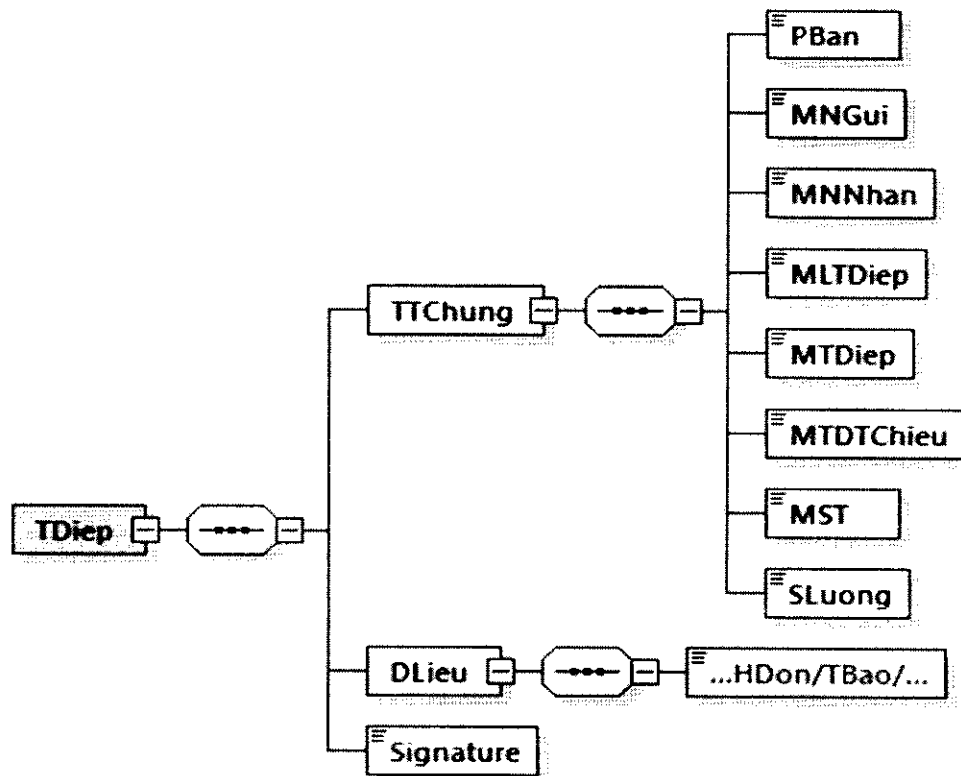 PBan
MNGui
MNNhan
MLTDiep
TTChung
MTDiep
MTDTChieu
MST
TDiep
SLuong
DLieu
...HDon/TBao/...
Signature